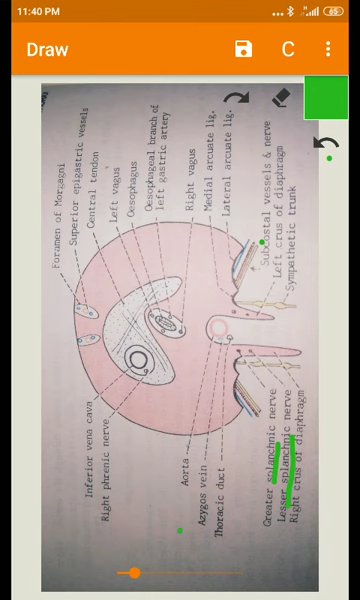 11:40 PM
65
Draw
C
Foramen of Morgagni
Superior epigastric vessels
Central tendon
Left vagus
Oesophagus
Oesophageal branch of
left gastric artery
Right vagus
Medial arcuate lig.
Lateral arcuate lig.
Subcostal vessels & nerve
Left crus of diaphragm
Sympathetic trunk
Inferior vena cava
Right phrenic nerve
Aorta
Azygos vein
Thoracic duct
Greater splanchnic nerve
Lesser splanchnic nerve
Right crus of diaphragm